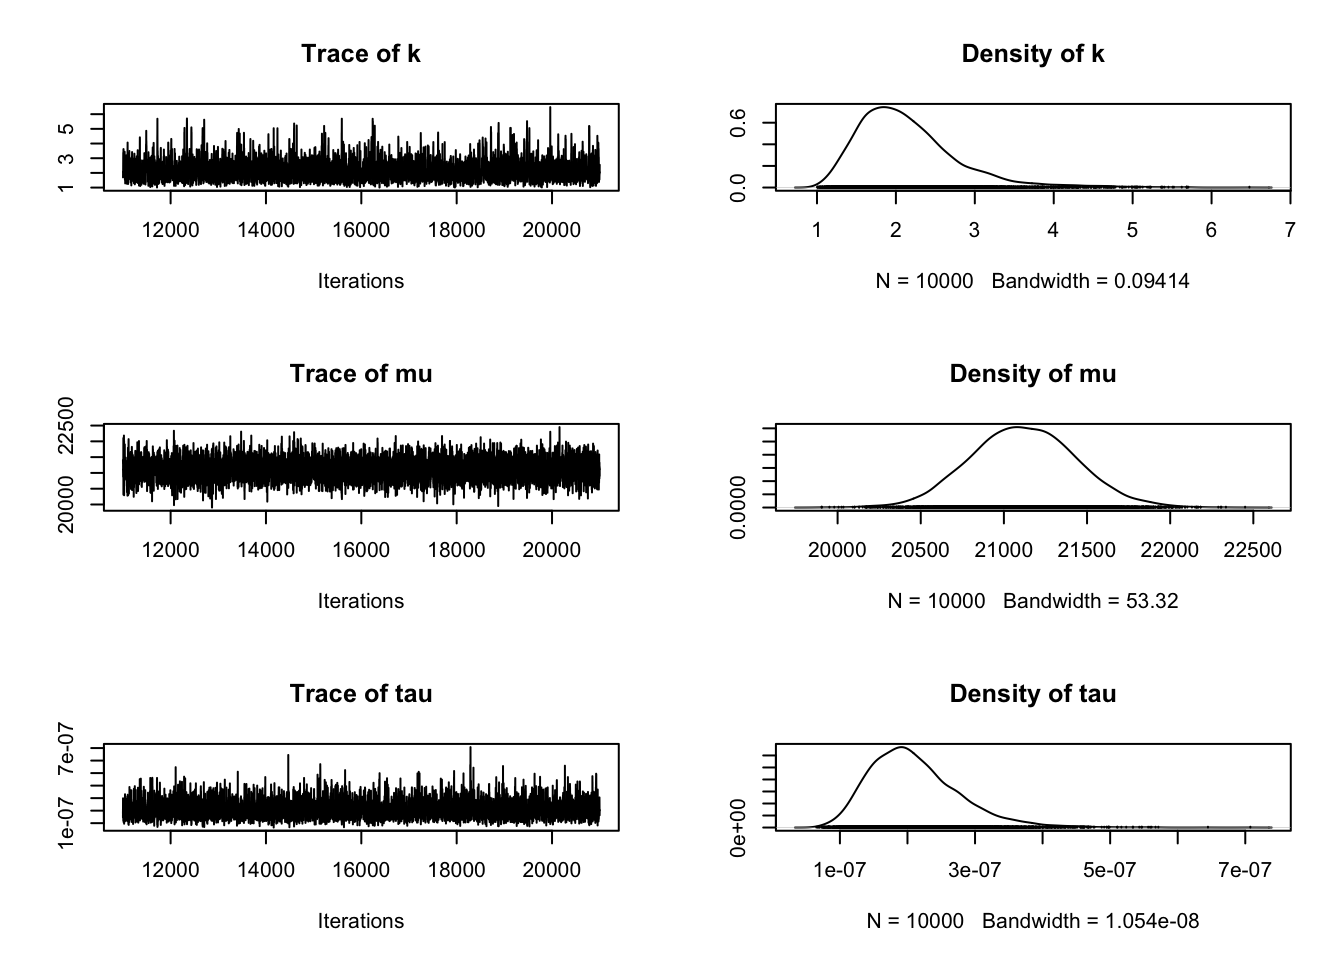 Trace of k
5
3
1
12000 14000 16000 18000 20000
Iterations
Density of k
0.6
0.0
1 2 3 4 5 6 7
N = 10000 Bandwidth = 0.09414
Trace of mu
22500
20000
12000 14000 16000 18000 20000
Iterations
Density of mu
0.0000
20000 20500 21000 21500 22000 22500
N = 10000 Bandwidth = 53.32
Trace of tau
7e-07
1e-07
12000 14000 16000 18000 20000
Iterations
Density of tau
0e+00
1e-07 3e-07 5e-07 7e-07
N = 10000 Bandwidth = 1.054e-08